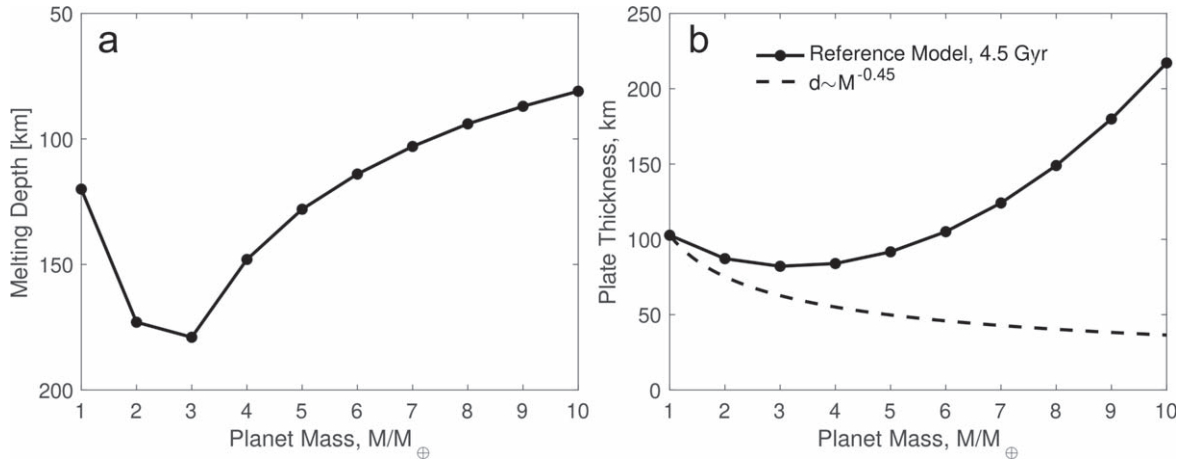 a
50
100
150
200
Melting Depth [km]
1 2 3 4 5 6 7 8 9 10
Planet Mass, M/M⊕
b
Reference Model, 4.5 Gyr
d~M^-0.45
250
200
150
100
50
0
Plate Thickness, km
1 2 3 4 5 6 7 8 9 10
Planet Mass, M/M⊕